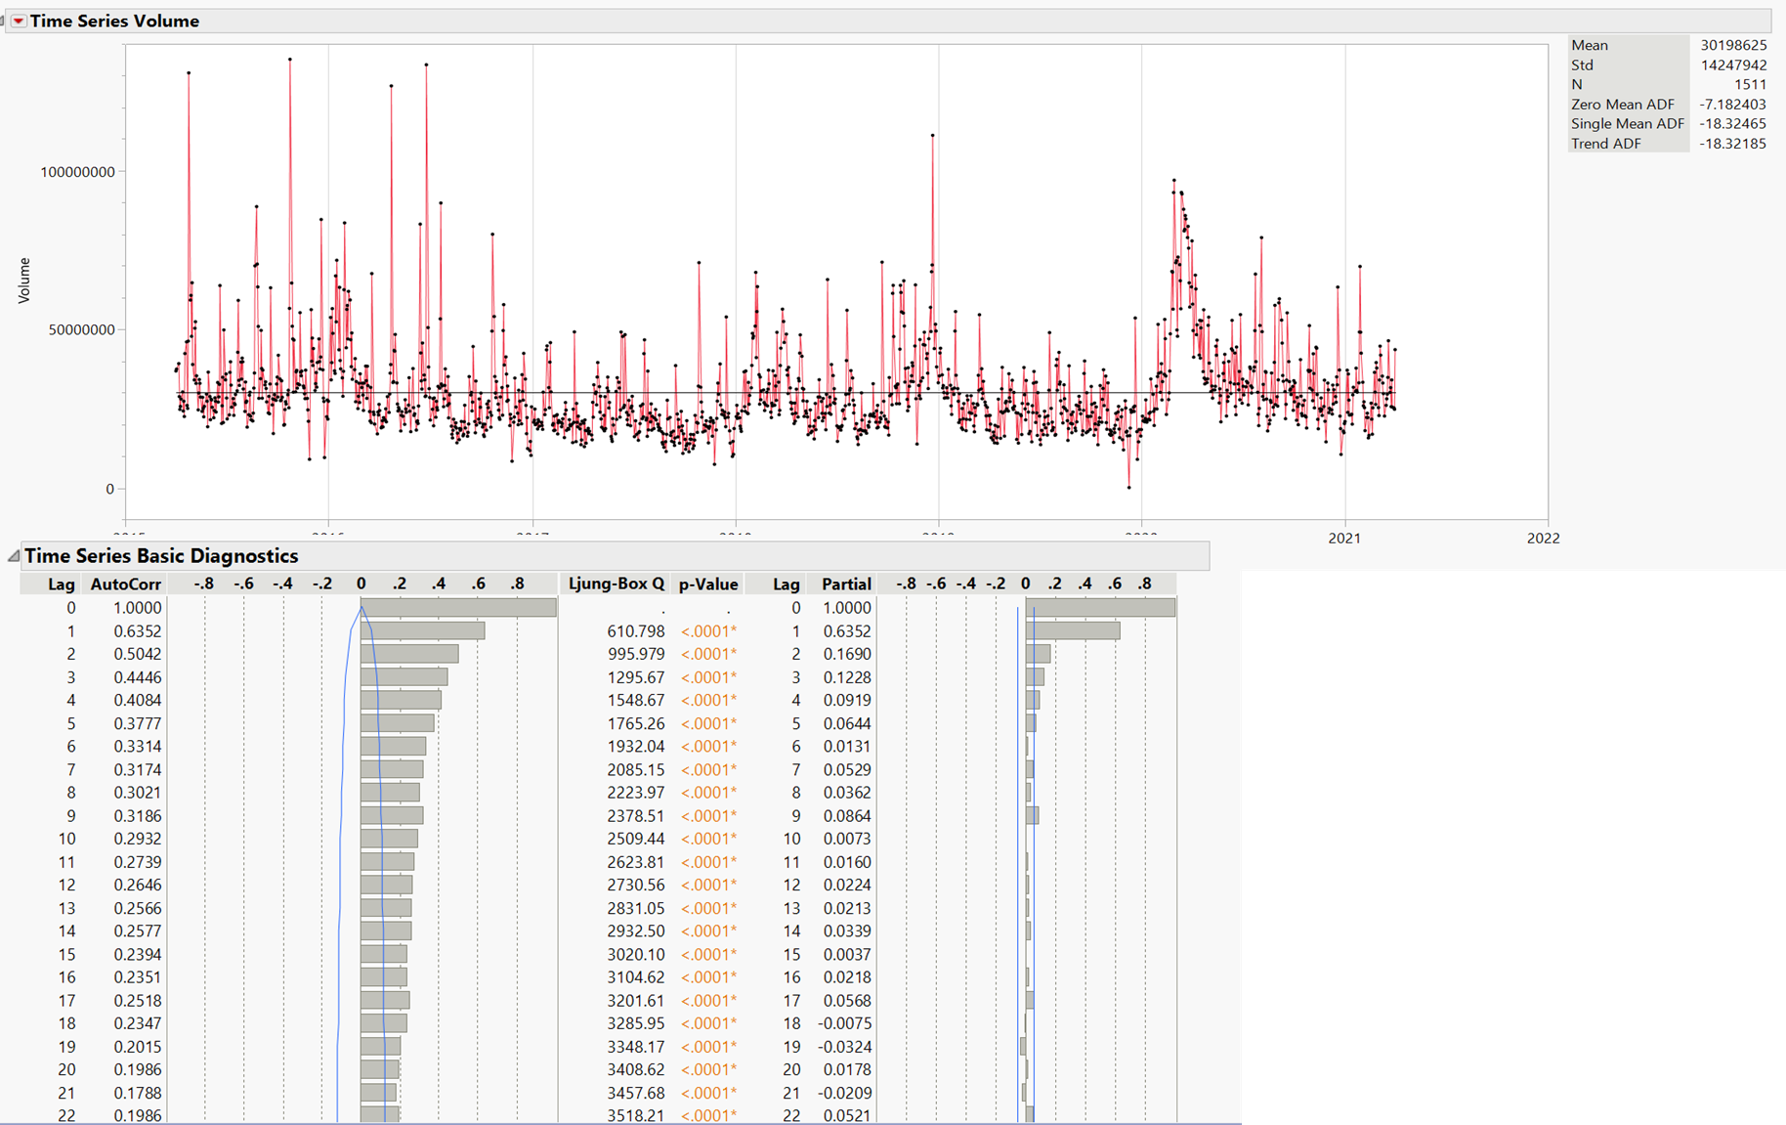 Time Series Volume
Mean 30198625
Std 14247942
N 1511
Zero Mean ADF -7.182403
Single Mean ADF -18.32465
Trend ADF -18.32185
100000000
50000000
0
Volume
2021 2022
Time Series Basic Diagnostics
Lag AutoCorr -.8 -.6 -.4 -.2 0 .2 .4 .6 .8 Ljung-Box Q p-Value Lag Partial -.8 -.6 -.4 -.2 0 .2 .4 .6 .8
0 1.0000 . . 0 1.0000
1 0.6352 610.798 <.0001* 1 0.6352
2 0.5042 995.979 <.0001* 2 0.1690
3 0.4446 1295.67 <.0001* 3 0.1228
4 0.4084 1548.67 <.0001* 4 0.0919
5 0.3777 1765.26 <.0001* 5 0.0644
6 0.3314 1932.04 <.0001* 6 0.0131
7 0.3174 2085.15 <.0001* 7 0.0529
8 0.3021 2223.97 <.0001* 8 0.0362
9 0.3186 2378.51 <.0001* 9 0.0864
10 0.2932 2509.44 <.0001* 10 0.0073
11 0.2739 2623.81 <.0001* 11 0.0160
12 0.2646 2730.56 <.0001* 12 0.0224
13 0.2566 2831.05 <.0001* 13 0.0213
14 0.2577 2932.50 <.0001* 14 0.0339
15 0.2394 3020.10 <.0001* 15 0.0037
16 0.2351 3104.62 <.0001* 16 0.0218
17 0.2518 3201.61 <.0001* 17 0.0568
18 0.2347 3285.95 <.0001* 18 -0.0075
19 0.2015 3348.17 <.0001* 19 -0.0324
20 0.1986 3408.62 <.0001* 20 0.0178
21 0.1788 3457.68 <.0001* 21 -0.0209
22 0.1986 3518.21 <.0001* 22 0.0521